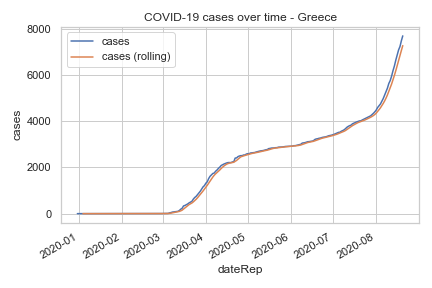 COVID-19 cases over time - Greece
cases
cases (rolling)
8000
6000
4000
2000
0
cases
2020-01
2020-02
2020-03
2020-04
2020-05
2020-06
2020-07
2020-08
dateRep